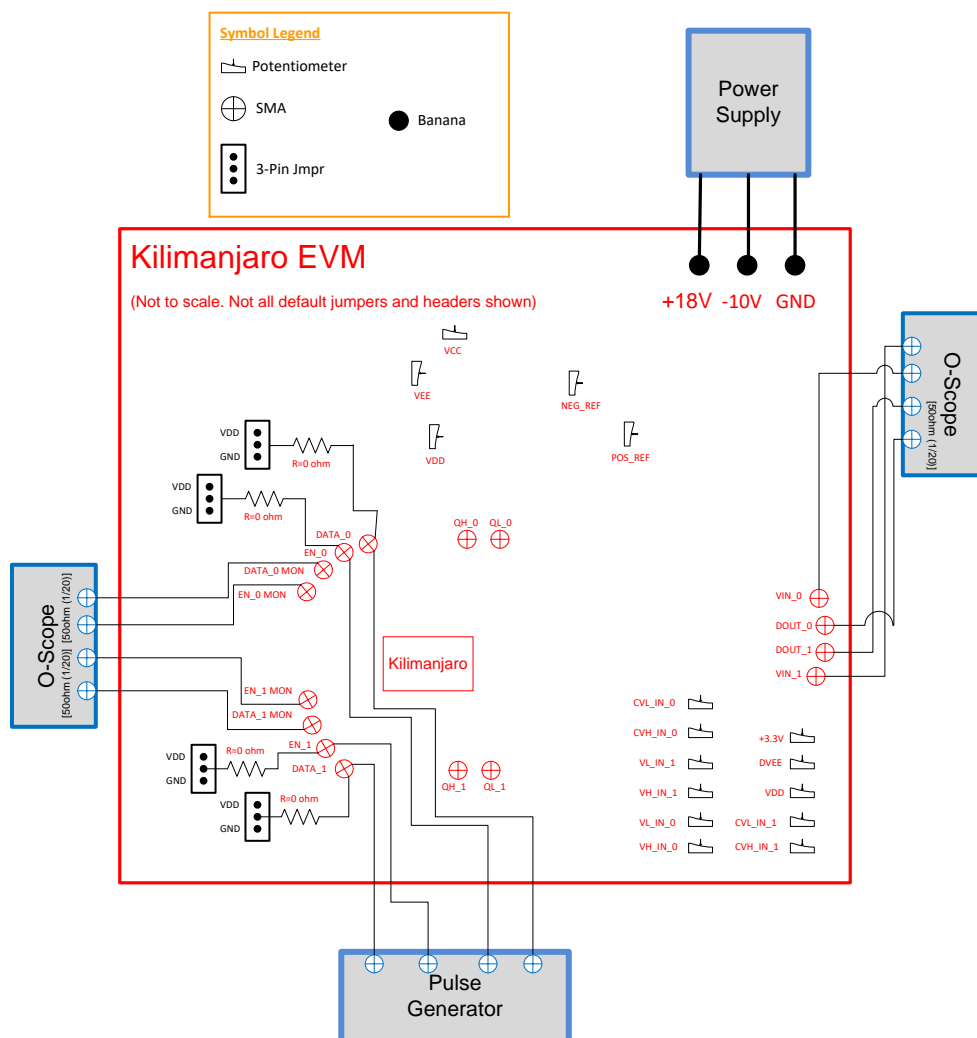 Symbol Legend
Potentiometer
SMA
Banana
3-Pin Jmpr
Power
Supply
Kilimanjaro EVM
(Not to scale. Not all default jumpers and headers shown)
+18V -10V GND
VCC
VEE
NEG_REF
VDD
POS_REF
VDD
GND
R=0 ohm
VDD
GND
R=0 ohm
DATA_0
EN_0
DATA_0 MON
EN_0 MON
QH_0 QL_0
O-Scope
[50ohm (1/20)]
O-Scope
[50ohm (1/20)] [50ohm (1/20)]
VIN_0
DOUT_0
DOUT_1
VIN_1
Kilimanjaro
EN_1 MON
DATA_1 MON
EN_1
DATA_1
VDD
GND
R=0 ohm
VDD
GND
R=0 ohm
QH_1 QL_1
CVL_IN_0
CVH_IN_0
VL_IN_1
VH_IN_1
VL_IN_0
VH_IN_0
+3.3V
DVEE
VDD
CVL_IN_1
CVH_IN_1
Pulse
Generator